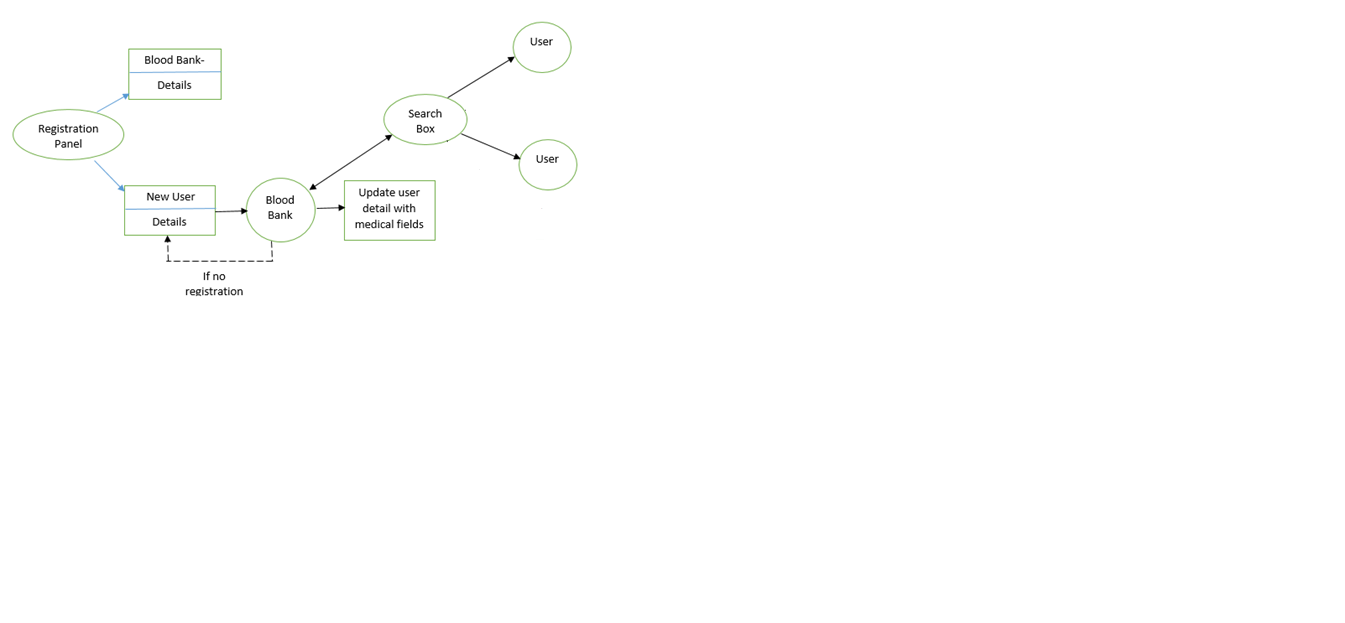 User
Blood Bank-
Details
Search
Box
Registration
Panel
User
New User
Details
Blood
Bank
Update user
detail with
medical fields
If no
registration